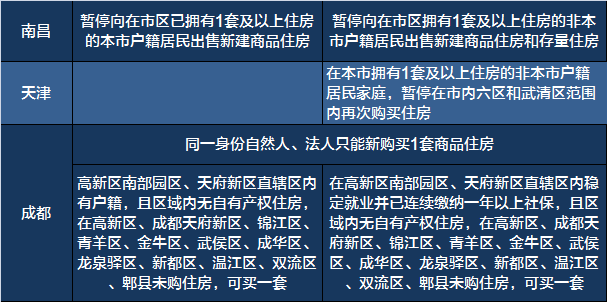 南昌
暂停向在市区已拥有1套及以上住房
的本市户籍居民出售新建商品住房
暂停向在市区拥有1套及以上住房的非本
市户籍居民出售新建商品住房和存量住房
天津
在本市拥有1套及以上住房的非本市户籍
居民家庭，暂停在市内六区和武清区范围
内再次购买住房
成都
同一身份自然人、法人只能新购买1套商品住房
高新区南部园区、天府新区直辖区内
有户籍，且区域内无自有产权住房，
在高新区、成都天府新区、锦江区、
青羊区、金牛区、武侯区、成华区、
龙泉驿区、新都区、温江区、双流区
、郫县未购住房，可买一套
在高新区南部园区、天府新区直辖区内稳
定就业并已连续缴纳一年以上社保，且区
域内无自有产权住房，在高新区、成都天
府新区、锦江区、青羊区、金牛区、武侯
区、成华区、龙泉驿区、新都区、温江区
、双流区、郫县未购住房，可买一套